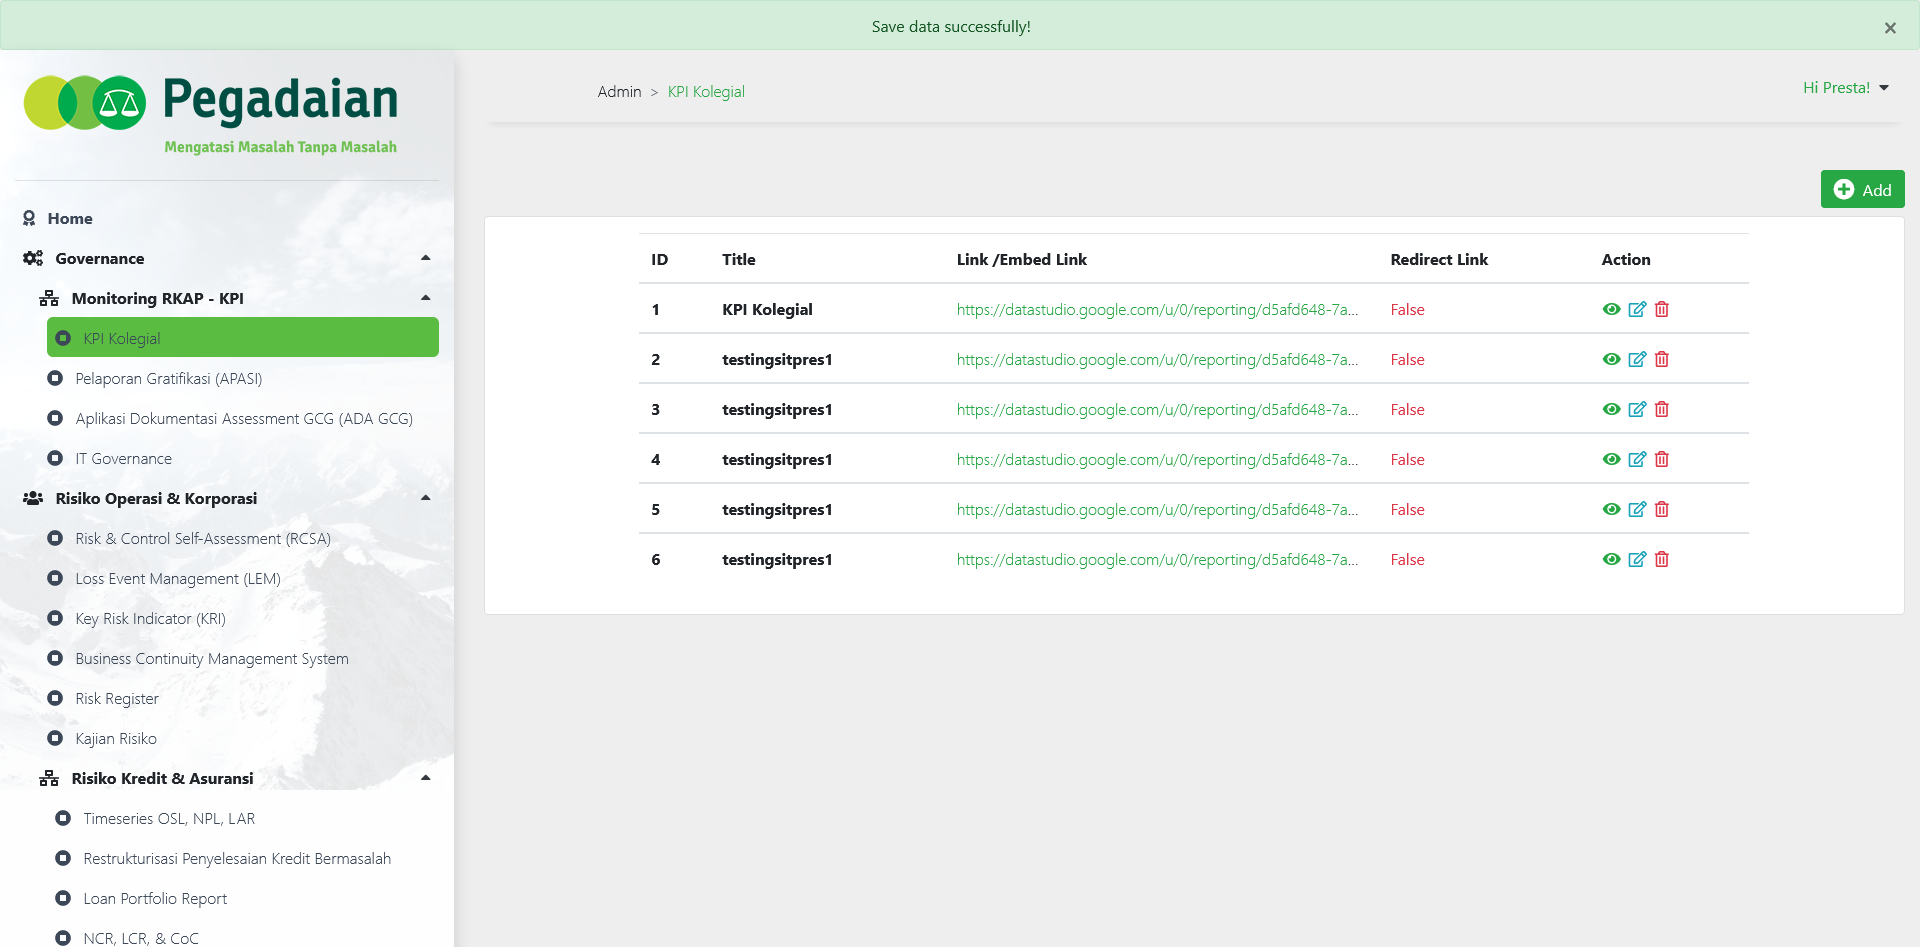 Save data successfully!
×
Pegadaian
Mengatasi Masalah Tanpa Masalah
Admin > KPI Kolegial
Hi Presta!
Home
Governance
Monitoring RKAP - KPI
KPI Kolegial
Pelaporan Gratifikasi (APASI)
Aplikasi Dokumentasi Assessment GCG (ADA GCG)
IT Governance
Risiko Operasi & Korporasi
Risk & Control Self-Assessment (RCSA)
Loss Event Management (LEM)
Key Risk Indicator (KRI)
Business Continuity Management System
Risk Register
Kajian Risiko
Risiko Kredit & Asuransi
Timeseries OSL, NPL, LAR
Restrukturisasi Penyelesaian Kredit Bermasalah
Loan Portfolio Report
NCR, LCR, & CoC
Add
ID Title Link /Embed Link Redirect Link Action
1 KPI Kolegial https://datastudio.google.com/u/0/reporting/d5afd648-7a... False
2 testingsitpres1 https://datastudio.google.com/u/0/reporting/d5afd648-7a... False
3 testingsitpres1 https://datastudio.google.com/u/0/reporting/d5afd648-7a... False
4 testingsitpres1 https://datastudio.google.com/u/0/reporting/d5afd648-7a... False
5 testingsitpres1 https://datastudio.google.com/u/0/reporting/d5afd648-7a... False
6 testingsitpres1 https://datastudio.google.com/u/0/reporting/d5afd648-7a... False